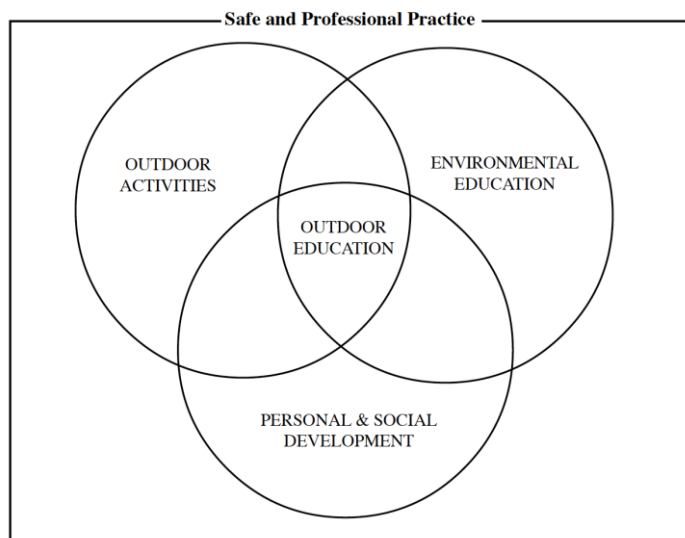 Safe and Professional Practice
OUTDOOR
ACTIVITIES
ENVIRONMENTAL
EDUCATION
OUTDOOR
EDUCATION
PERSONAL & SOCIAL
DEVELOPMENT